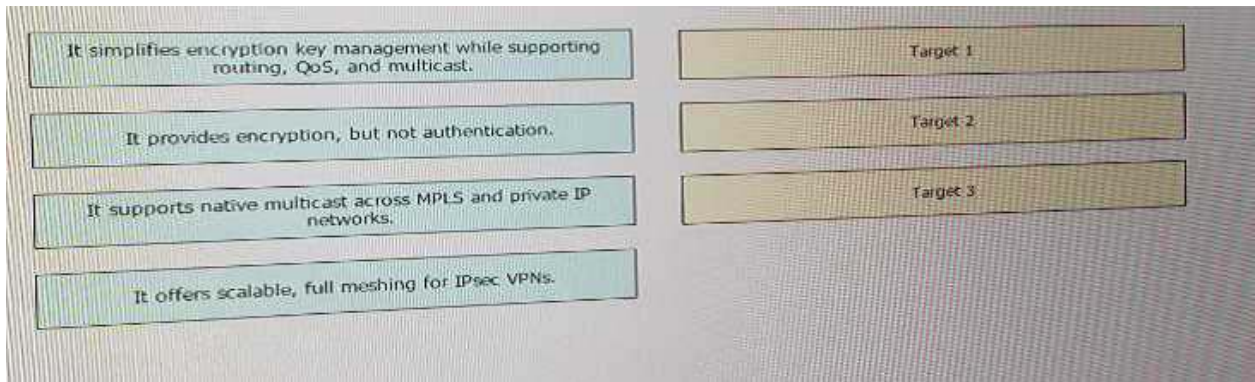 It simplifies encryption key management while supporting
routing, QoS, and multicast.
Target 1
It provides encryption, but not authentication.
Target 2
It supports native multicast across MPLS and private IP
networks.
Target 3
It offers scalable, full meshing for IPsec VPNs.